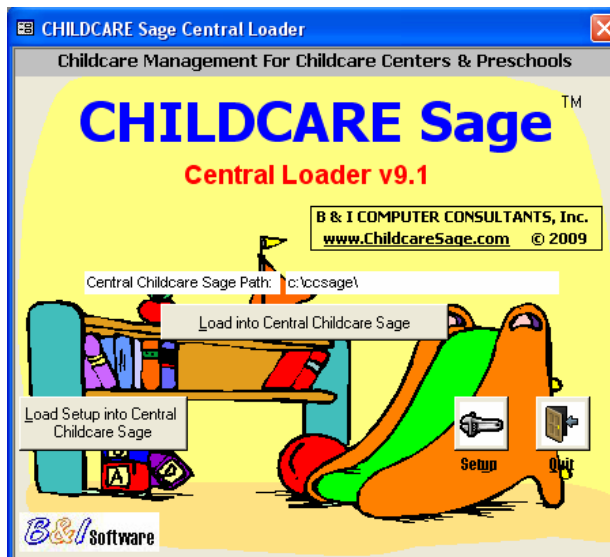 CHILDCARE Sage Central Loader
Childcare Management For Childcare Centers & Preschools
CHILDCARE Sage TM
Central Loader v9.1
B & I COMPUTER CONSULTANTS, Inc.
www.ChildcareSage.com © 2009
Central Childcare Sage Path: c:\ccsage\
Load into Central Childcare Sage
Load Setup into Central
Childcare Sage
A
Setup Quit
B&I Software